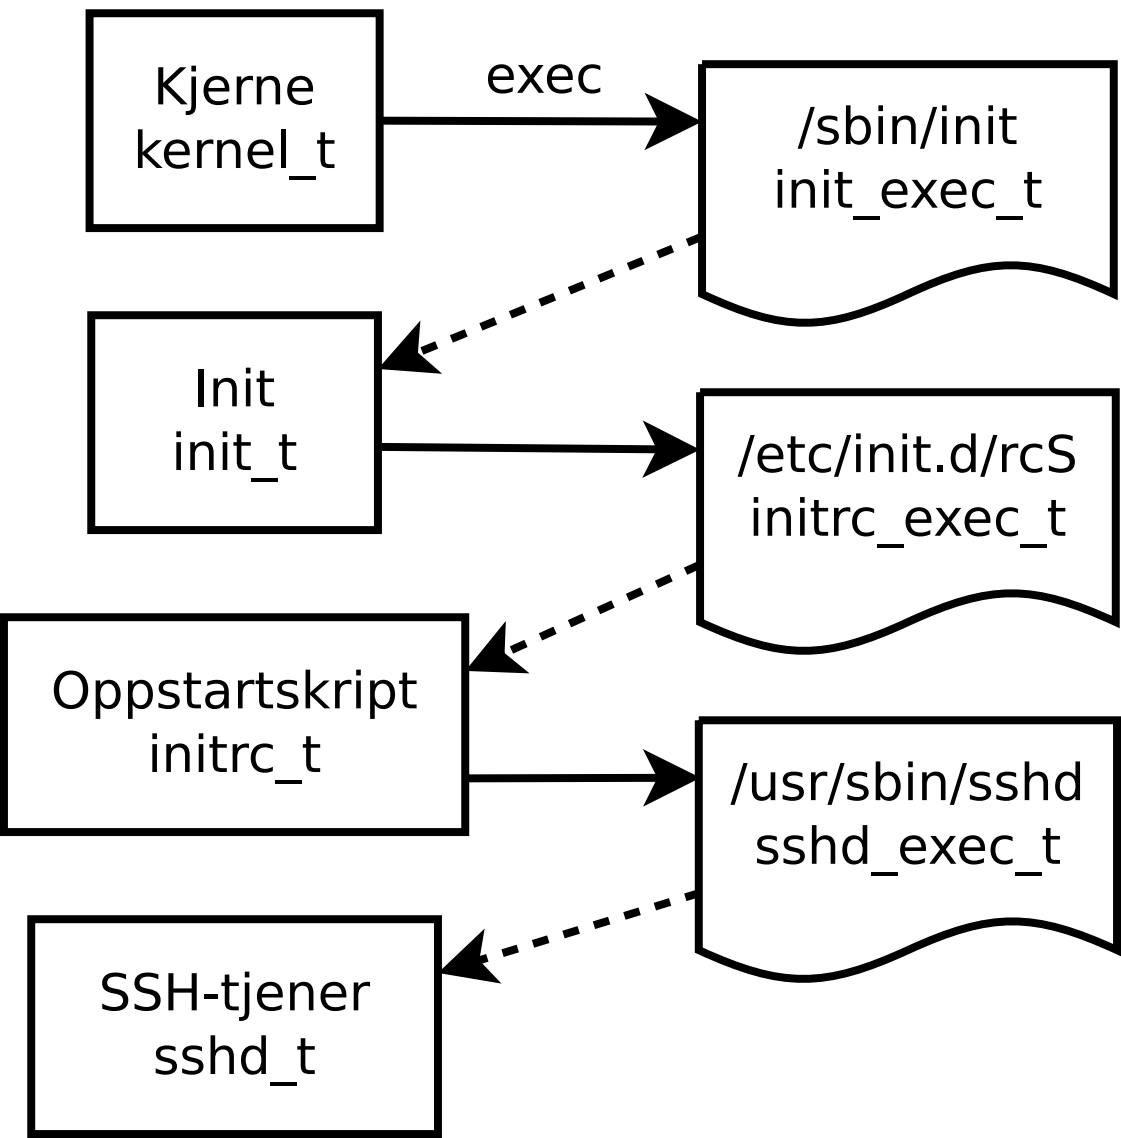 Kjerne
kernel_t
exec
/sbin/init
init_exec_t
Init
init_t
/etc/init.d/rcS
initrc_exec_t
Oppstartskript
initrc_t
/usr/sbin/sshd
sshd_exec_t
SSH-tjener
sshd_t